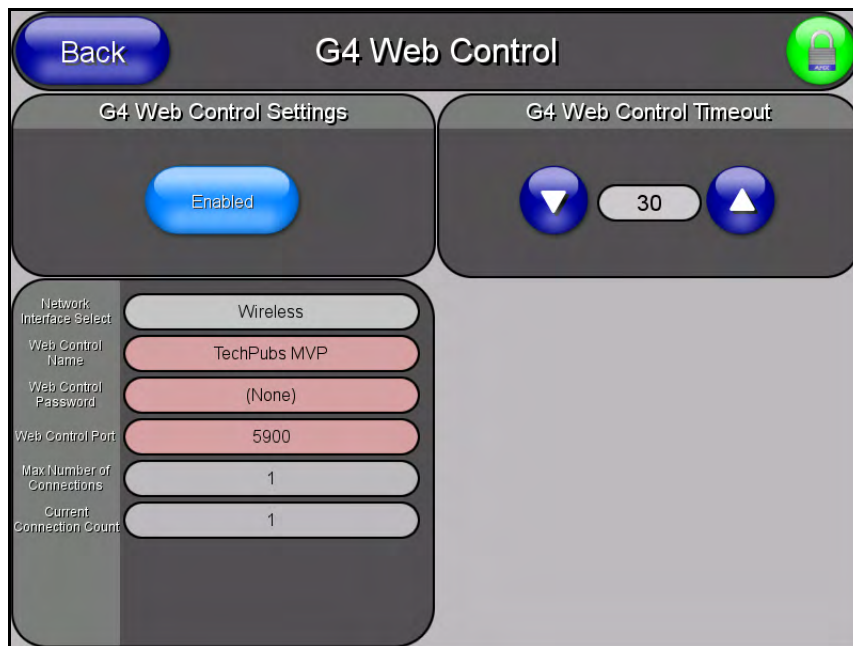 Back
G4 Web Control
G4 Web Control Settings
Enabled
G4 Web Control Timeout
30
Network
Interface Select
Wireless
Web Control
Name
TechPubs MVP
Web Control
Password
(None)
Web Control Port
5900
Max Number of
Connections
1
Current
Connection Count
1